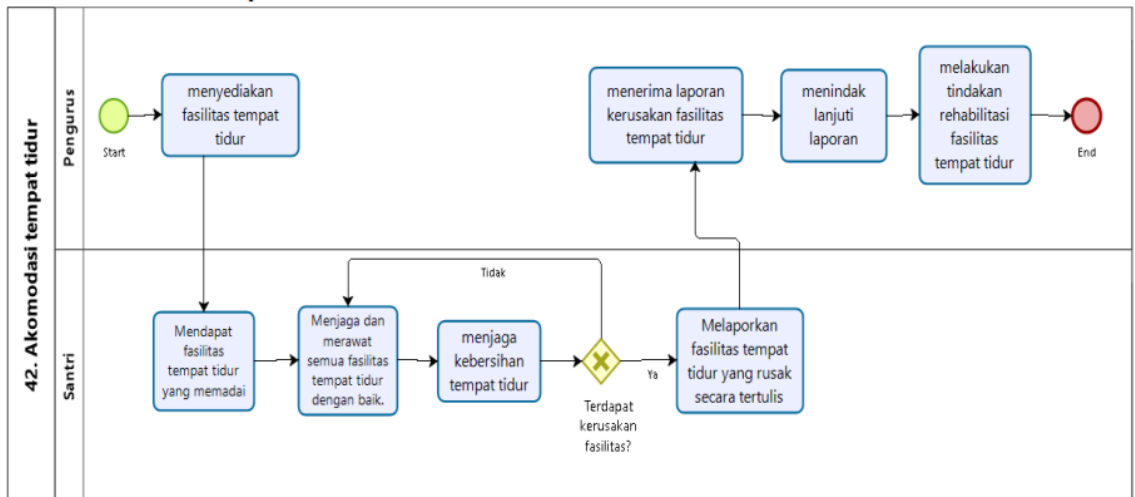 42. Akomodasi tempat tidur
Pengurus
Start
menyediakan
fasilitas tempat
tidur
menerima laporan
kerusakan fasilitas
tempat tidur
menindak
lanjuti
laporan
melakukan
tindakan
rehabilitasi
fasilitas
tempat tidur
End
Santri
Mendapat
fasilitas
tempat tidur
yang memadai
Menjaga dan
merawat
semua fasilitas
tempat tidur
dengan baik.
menjaga
kebersihan
tempat tidur
Tidak
Terdapat
kerusakan
fasilitas?
Ya
Melaporkan
fasilitas tempat
tidur yang rusak
secara tertulis